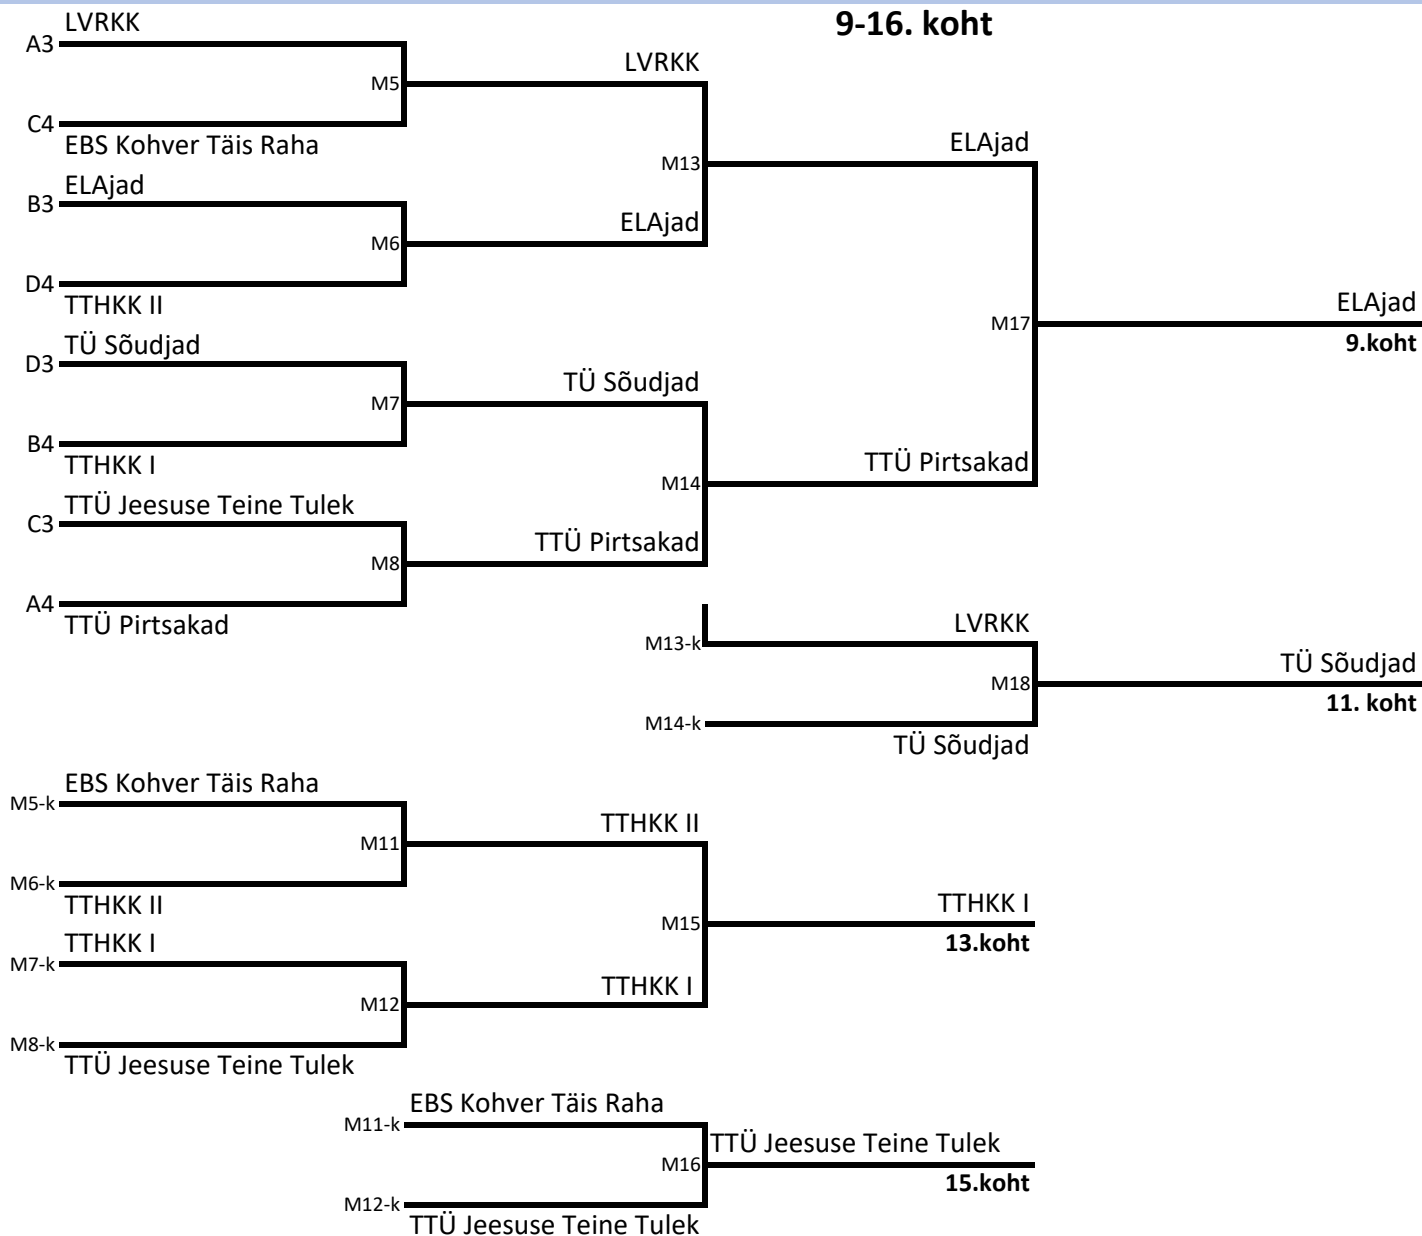 9-16. koht
LVRKK
A3
LVRKK
M5
C4
EBS Kohver Täis Raha
ELAjad
M13
ELAjad
B3
ELAjad
M6
D4
TTHKK II
ELAjad
M17
9.koht
TÜ Sõudjad
D3
TÜ Sõudjad
M7
B4
TTHKK I
TTÜ Pirtsakad
M14
TTÜ Jeesuse Teine Tulek
C3
TTÜ Pirtsakad
M8
A4
TTÜ Pirtsakad
LVRKK
M13-k
TÜ Sõudjad
M18
11. koht
M14-k
TÜ Sõudjad
EBS Kohver Täis Raha
M5-k
TTHKK II
M11
M6-k
TTHKK II
TTHKK I
M15
13.koht
TTHKK I
M7-k
TTHKK I
M12
M8-k
TTÜ Jeesuse Teine Tulek
EBS Kohver Täis Raha
M11-k
TTÜ Jeesuse Teine Tulek
M16
15.koht
M12-k
TTÜ Jeesuse Teine Tulek